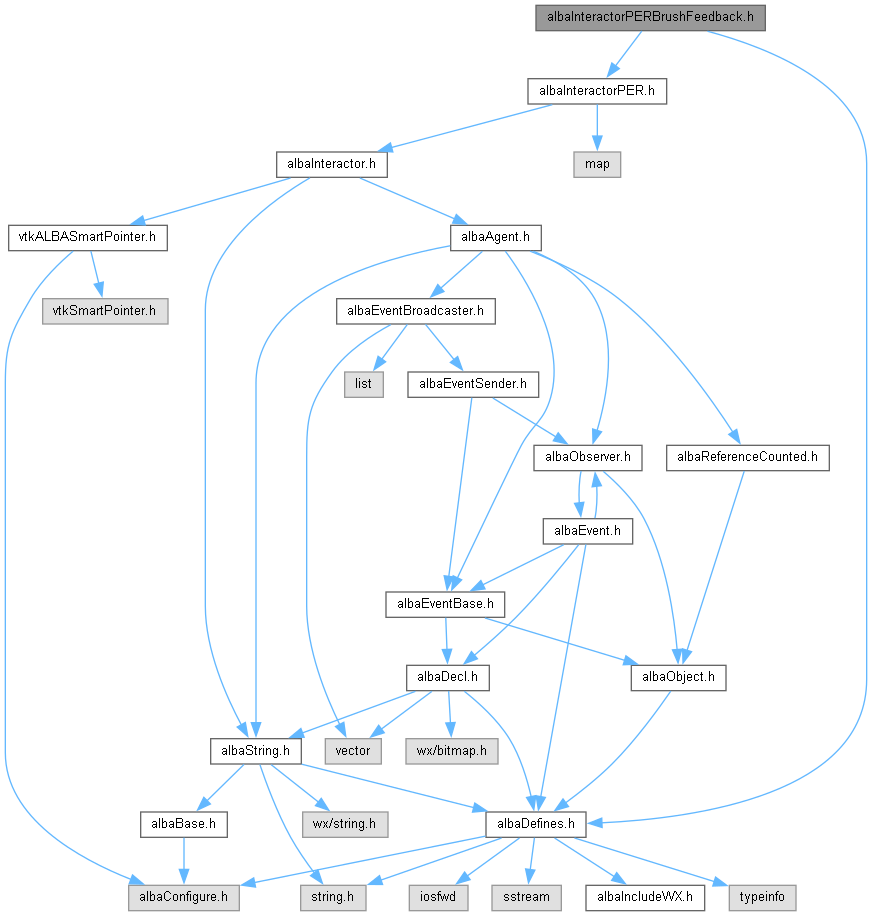 albaInteractorPERBrushFeedback.h
albaInteractorPER.h
albaInteractor.h
map
vtkALBASmartPointer.h
albaAgent.h
vtkSmartPointer.h
albaEventBroadcaster.h
list
albaEventSender.h
albaObserver.h
albaReferenceCounted.h
albaEvent.h
albaEventBase.h
albaDecl.h
albaObject.h
albaString.h
vector
wx/bitmap.h
albaBase.h
wx/string.h
albaDefines.h
albaConfigure.h
string.h
iosfwd
sstream
albaIncludeWX.h
typeinfo